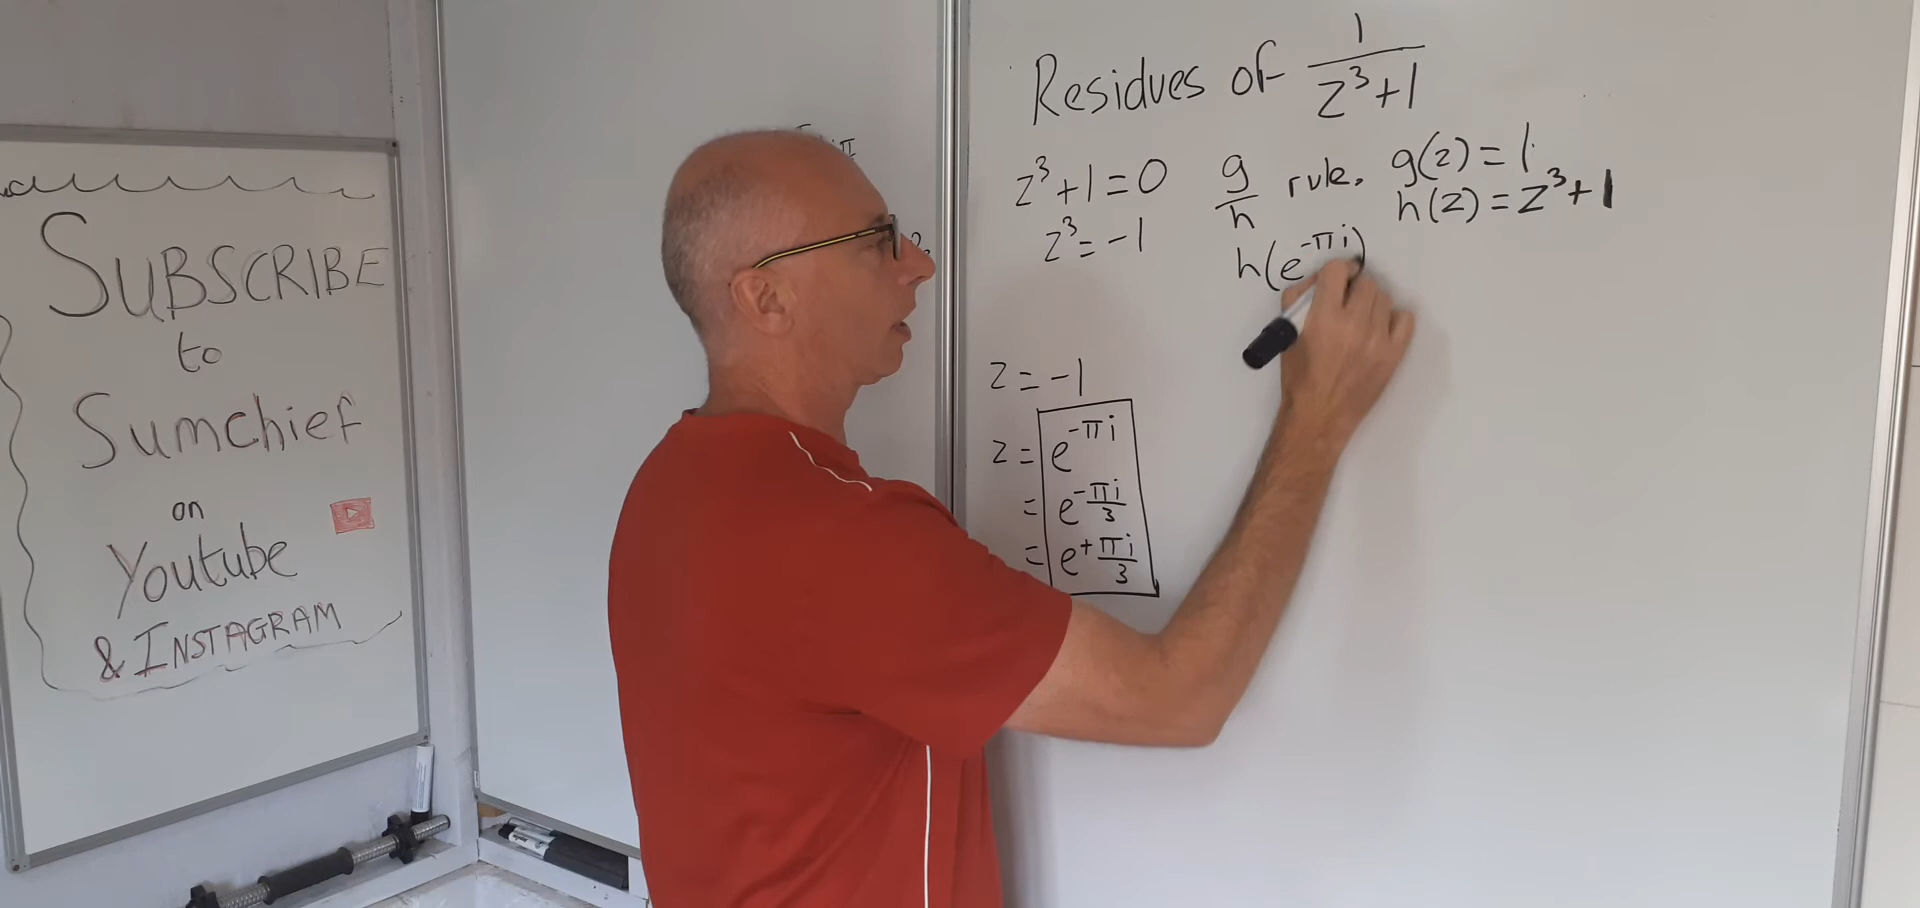 SUBSCRIBE
to
Sumchief
on
Youtube
& INSTAGRAM
Residues of 1/(z³+1)
z³+1=0
z³=-1
z=-1
z=e^(-πi)
=e^(-πi/3)
=e^(+πi/3)
g/h rule. g(z)=1
h(z)=z³+1
h(e^(-πi))